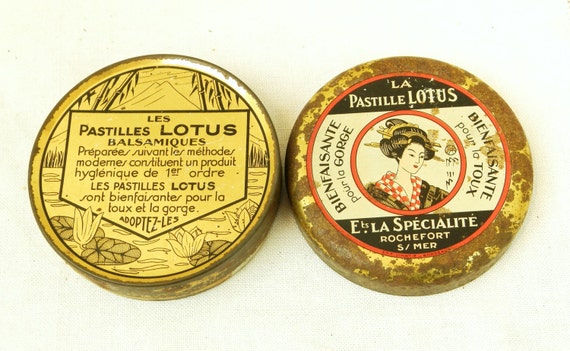 LES
PASTILLES LOTUS
BALSAMIQUES
Préparées suivant les méthodes
modernes constituent un produit
hygiénique de 1er ordre
LES PASTILLES LOTUS
sont bienfaisantes pour la
toux et la gorge
ADOPTEZ-LES
LA
PASTILLE LOTUS
BIENFAISANTE
pour la GORGE
BIENFAISANTE
pour la TOUX
Ets LA SPÉCIALITÉ
ROCHEFORT
S/MER